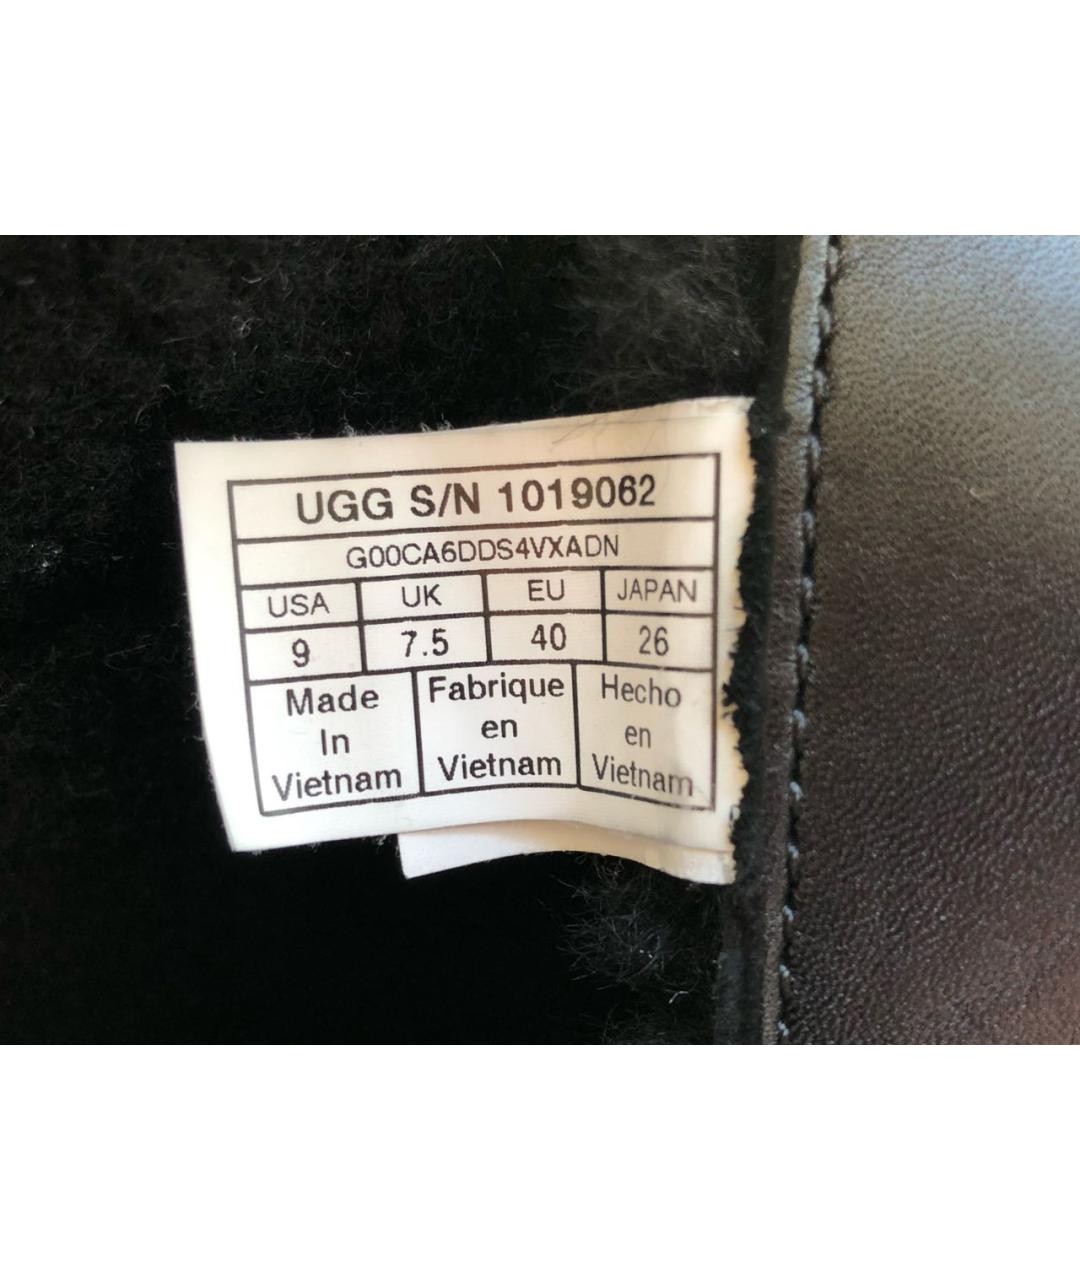 UGG S/N 1019062
G00CA6DDS4VXADN
USA UK EU JAPAN
9 7.5 40 26
Made In Vietnam
Fabrique en Vietnam
Hecho en Vietnam